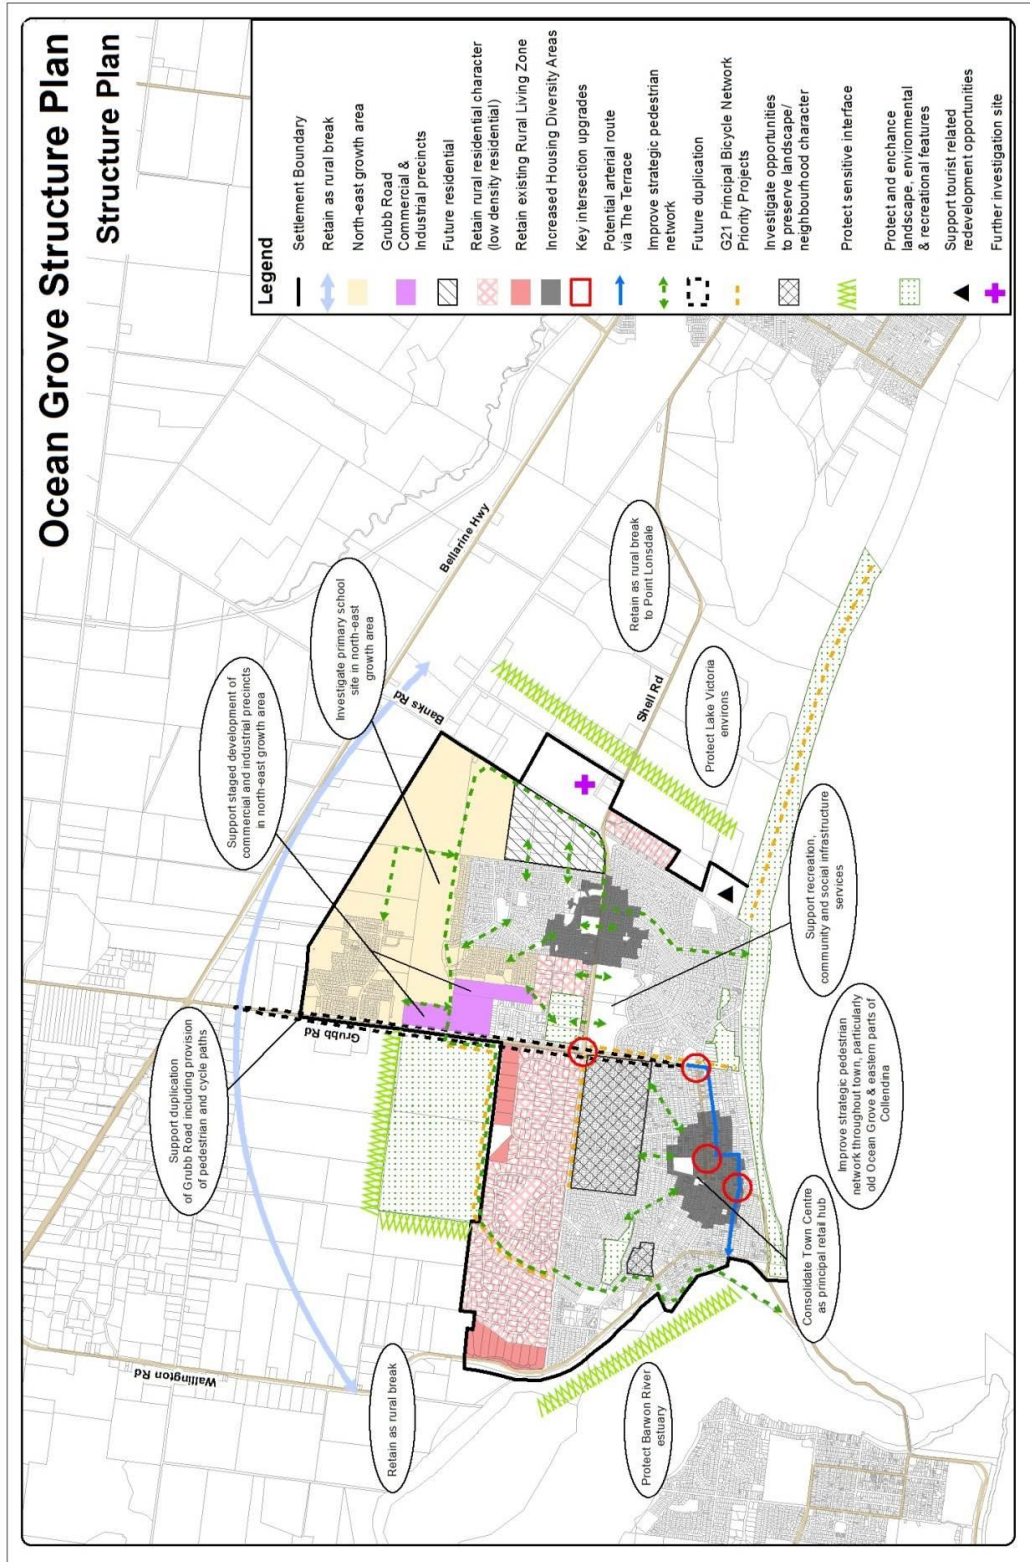 Ocean Grove Structure Plan
Structure Plan
Legend
Settlement Boundary
Retain as rural break
North-east growth area
Grubb Road
Commercial &
Industrial precincts
Future residential
Retain rural residential character
(low density residential)
Retain existing Rural Living Zone
Increased Housing Diversity Areas
Key intersection upgrades
Potential arterial route
via The Terrace
Improve strategic pedestrian
network
Future duplication
G21 Principal Bicycle Network
Priority Projects
Investigate opportunities
to preserve landscape/
neighbourhood character
Protect sensitive interface
Protect and enchance
landscape, environmental
& recreational features
Support tourist related
redevelopment opportunities
Further investigation site
Support staged development of
commercial and industrial precincts
in north-east growth area
Investigate primary school
site in north-east
growth area
Bellarine Hwy
Banks Rd
Support duplication
of Grubb Road including provision
of pedestrian and cycle paths
Grubb Rd
Wallington Rd
Retain as rural break
Retain as rural break
to Point Lonsdale
Shell Rd
Protect Lake Victoria
environs
Support recreation,
community and social infrastructure
services
Improve strategic pedestrian
network throughout town, particularly
old Ocean Grove & eastern parts of
Collendina
Consolidate Town Centre
as principal retail hub
Protect Barwon River
estuary